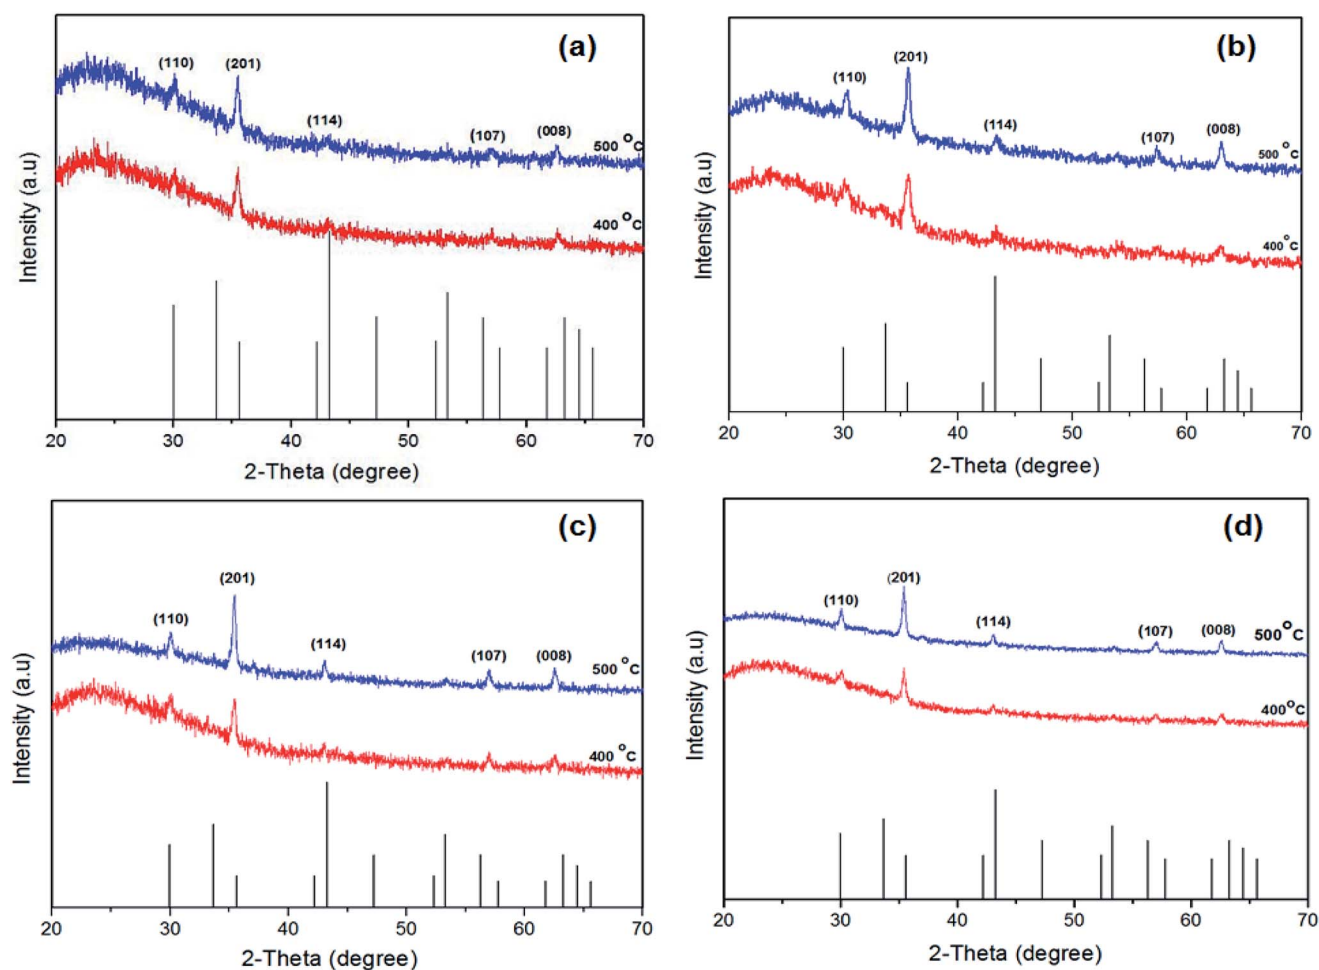 (a)
(110)
(201)
(114)
(107)
(008)
500 °C
400 °C
Intensity (a.u)
20 30 40 50 60 70
2-Theta (degree)
(b)
(110)
(201)
(114)
(107)
(008)
500 °C
400 °C
Intensity (a.u)
20 30 40 50 60 70
2-Theta (degree)
(c)
(201)
(110)
(114)
(107)
(008)
500 °C
400 °C
Intensity (a.u)
20 30 40 50 60 70
2-Theta (degree)
(d)
(201)
(110)
(114)
(107)
(008)
500°C
400°C
Intensity (a.u)
20 30 40 50 60 70
2-Theta (degree)